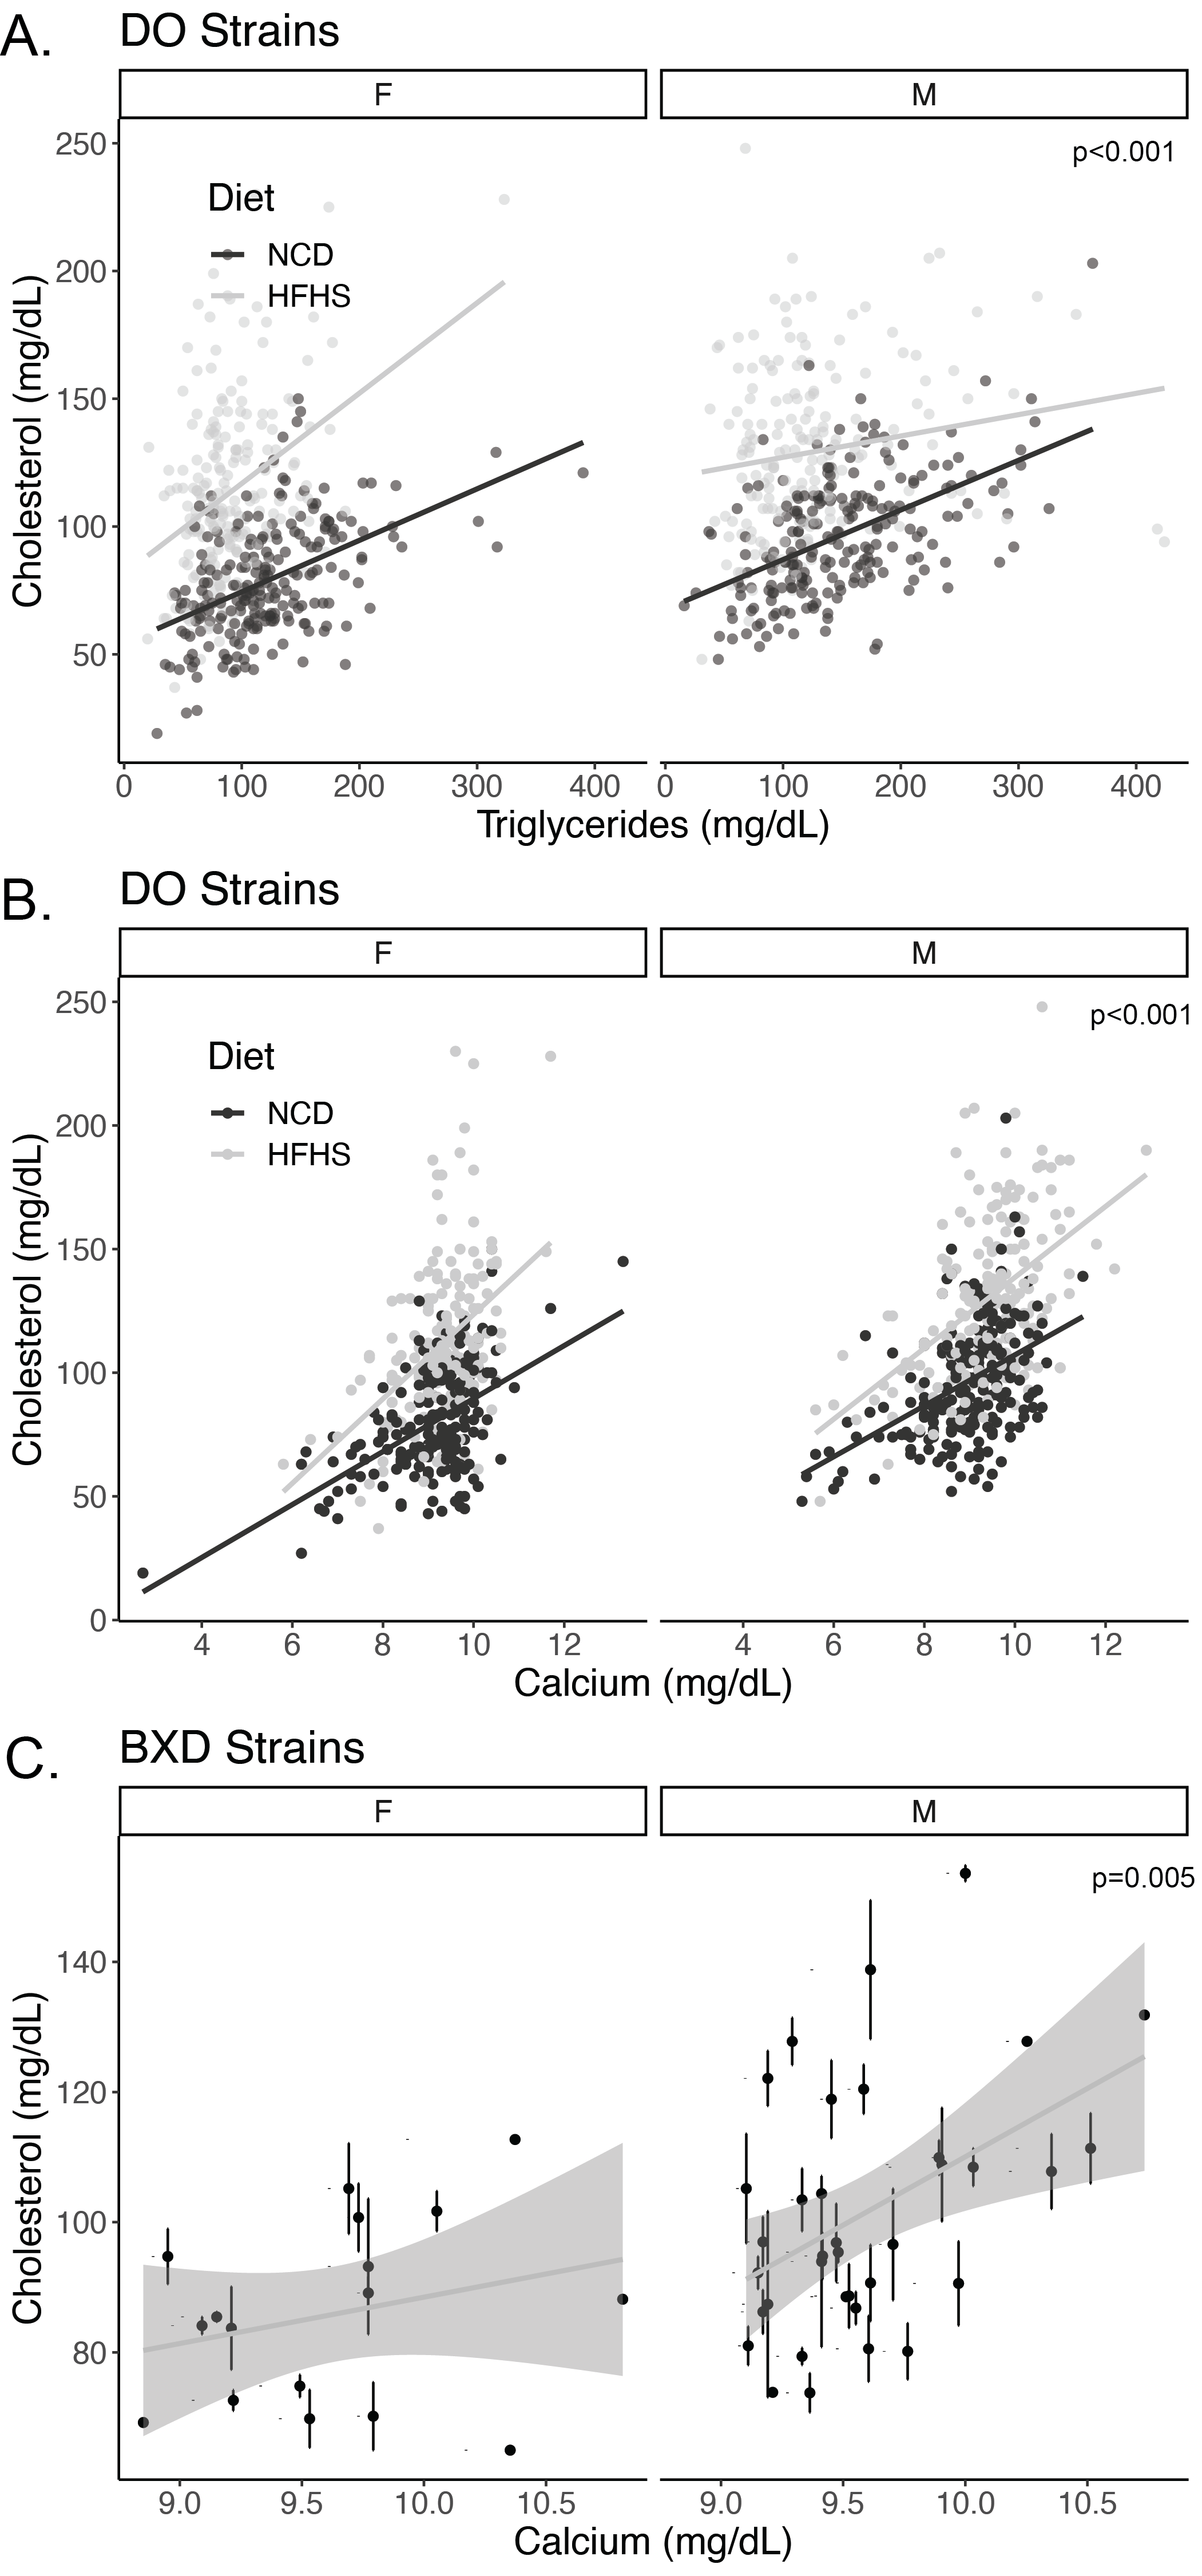 A. DO Strains
F M
250 p<0.001
Diet
200 NCD
HFHS
150
100
50
Cholesterol (mg/dL)
0 100 200 300 400 0 100 200 300 400
Triglycerides (mg/dL)
B. DO Strains
F M
250 p<0.001
Diet
200 NCD
HFHS
150
100
50
0
Cholesterol (mg/dL)
4 6 8 10 12 4 6 8 10 12
Calcium (mg/dL)
C. BXD Strains
F M
p=0.005
140
120
100
80
Cholesterol (mg/dL)
9.0 9.5 10.0 10.5 9.0 9.5 10.0 10.5
Calcium (mg/dL)